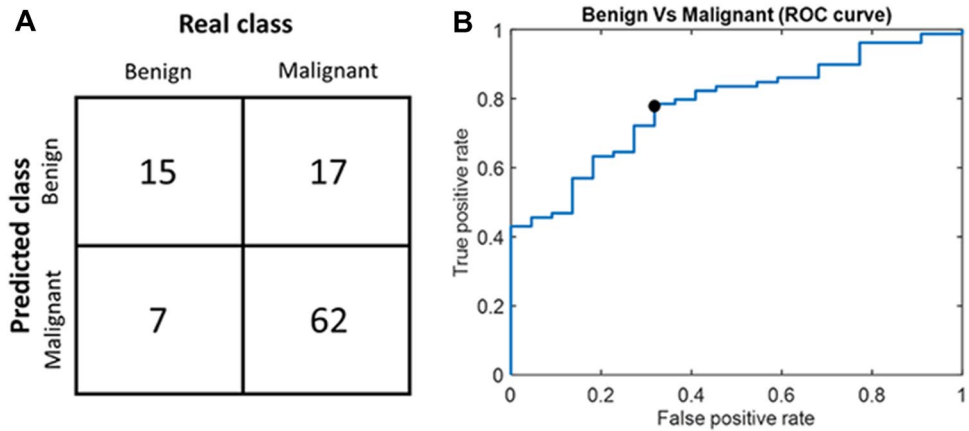 A
Real class
Benign Malignant
Predicted class
Benign
15 17
Malignant
7 62
B
Benign Vs Malignant (ROC curve)
True positive rate
1
0.8
0.6
0.4
0.2
0
0 0.2 0.4 0.6 0.8 1
False positive rate